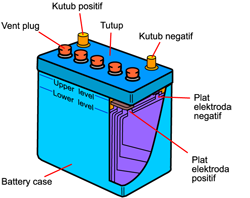 Kutub positif
Vent plug
Tutup
Kutub negatif
Upper level
Lower level
Plat
elektroda
negatif
Plat
elektroda
positif
Battery case